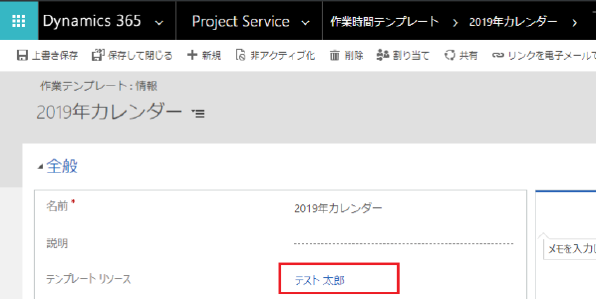 Dynamics 365 Project Service 作業時間テンプレート 2019年カレンダー
上書き保存 保存して閉じる 新規 非アクティブ化 削除 割り当て 共有 リンクを電子メールで
作業テンプレート:情報
2019年カレンダー
全般
名前* 2019年カレンダー
説明
メモを入力し
テンプレート リソース テスト 太郎